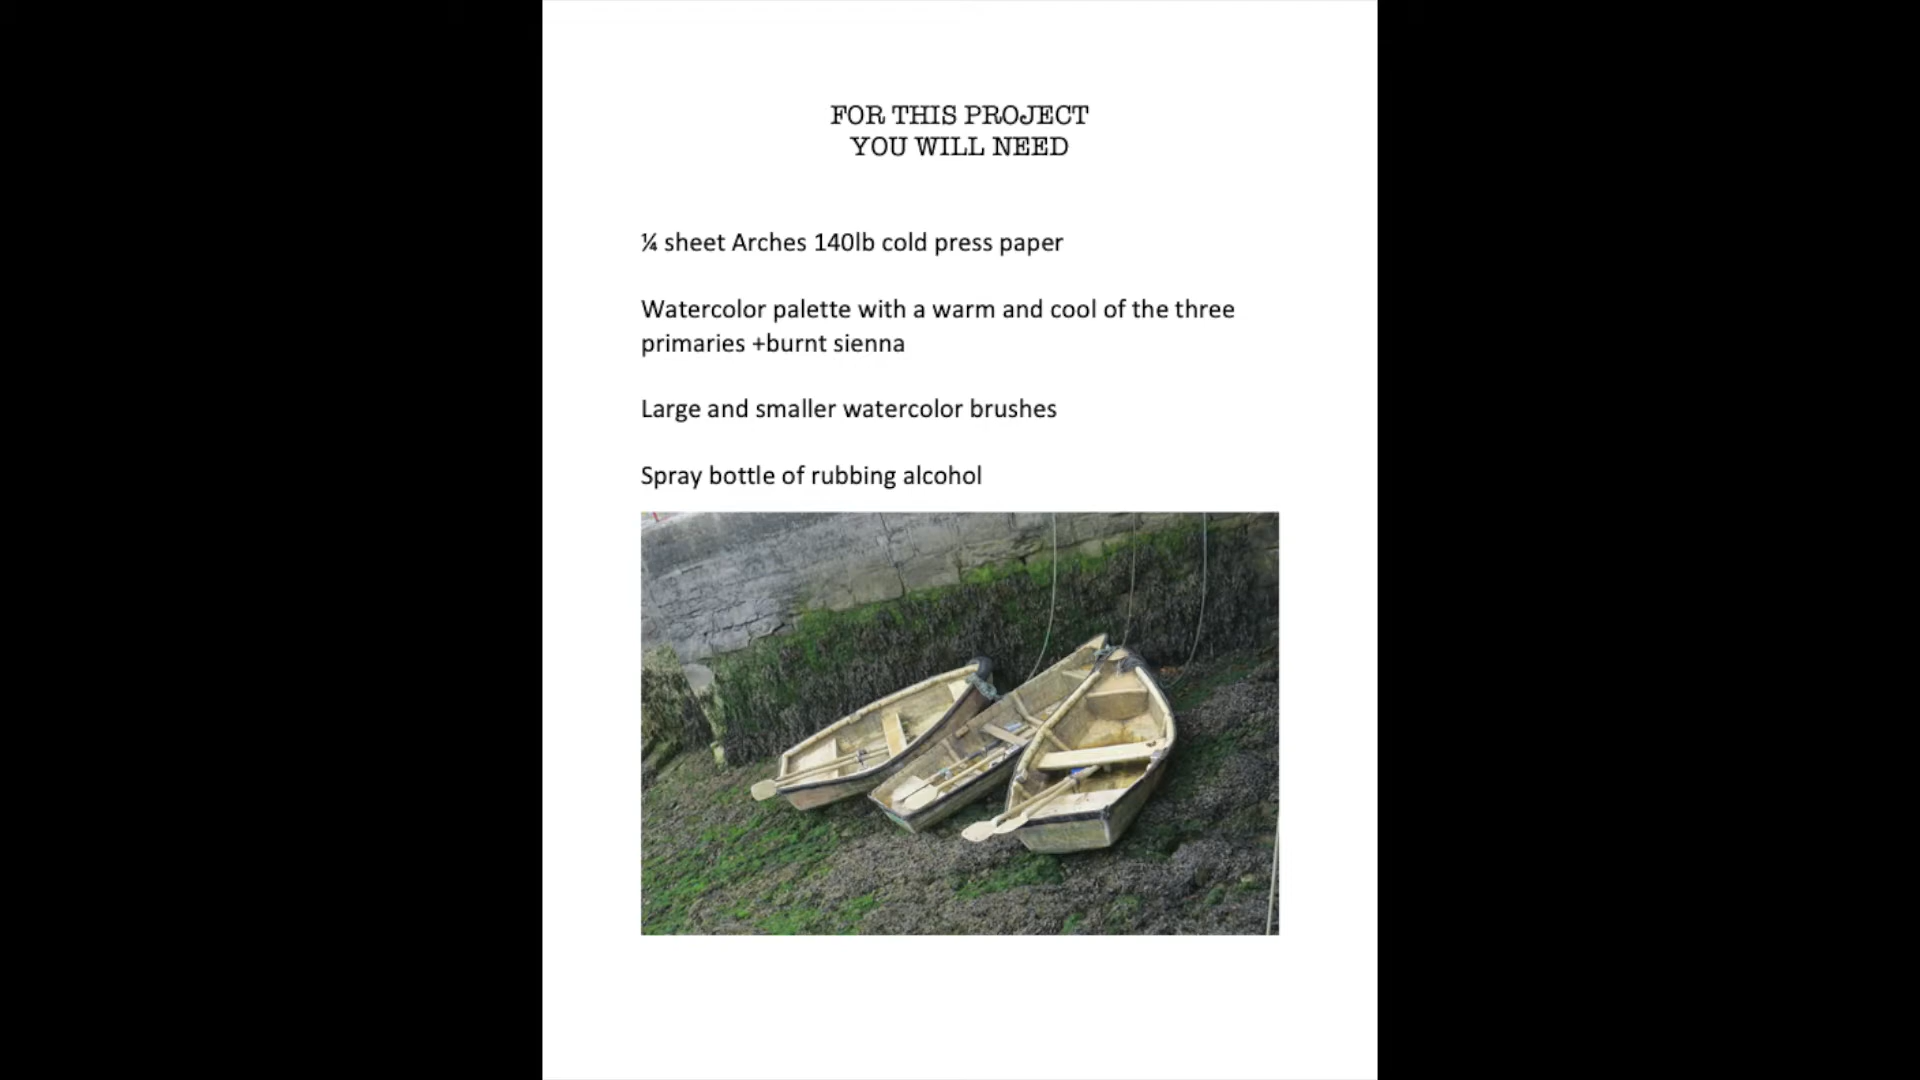 FOR THIS PROJECT
YOU WILL NEED
¼ sheet Arches 140lb cold press paper
Watercolor palette with a warm and cool of the three
primaries +burnt sienna
Large and smaller watercolor brushes
Spray bottle of rubbing alcohol